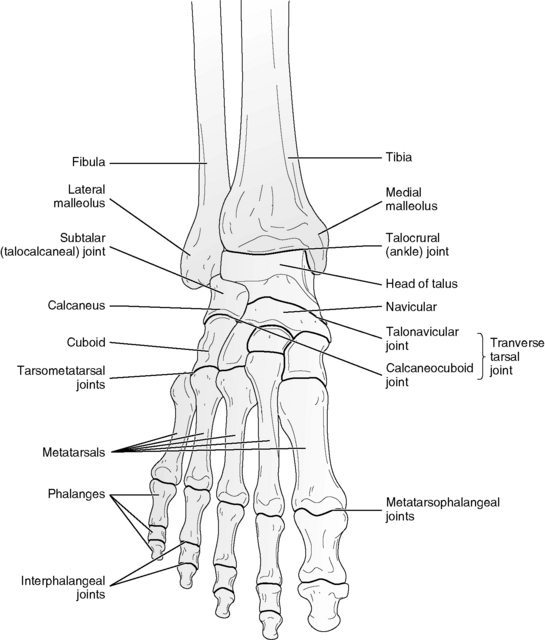 Fibula
Lateral
malleolus
Subtalar
(talocalcaneal) joint
Calcaneus
Cuboid
Tarsometatarsal
joints
Metatarsals
Phalanges
Interphalangeal
joints
Tibia
Medial
malleolus
Talocrural
(ankle) joint
Head of talus
Navicular
Talonavicular
joint
Calcaneocuboid
joint
Tranverse
tarsal
joint
Metatarsophalangeal
joints